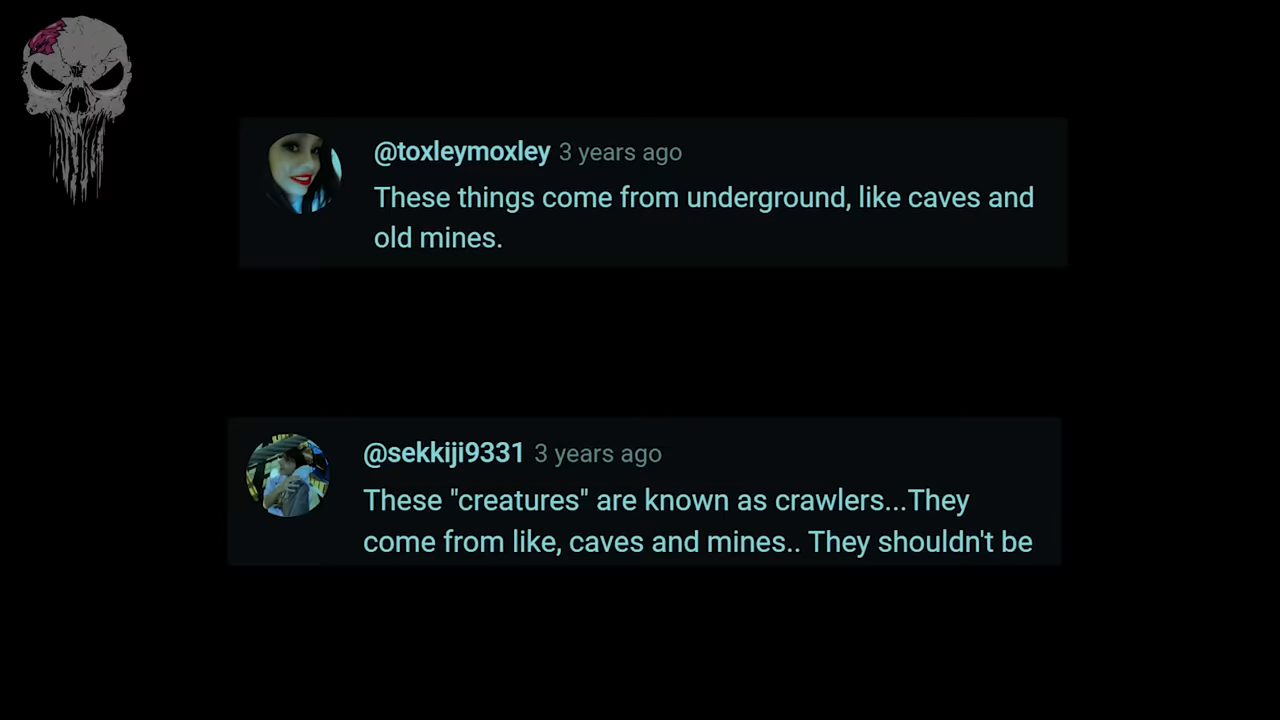 @toxleymoxley 3 years ago
These things come from underground, like caves and
old mines.
@sekkiji9331 3 years ago
These "creatures" are known as crawlers...They
come from like, caves and mines.. They shouldn't be